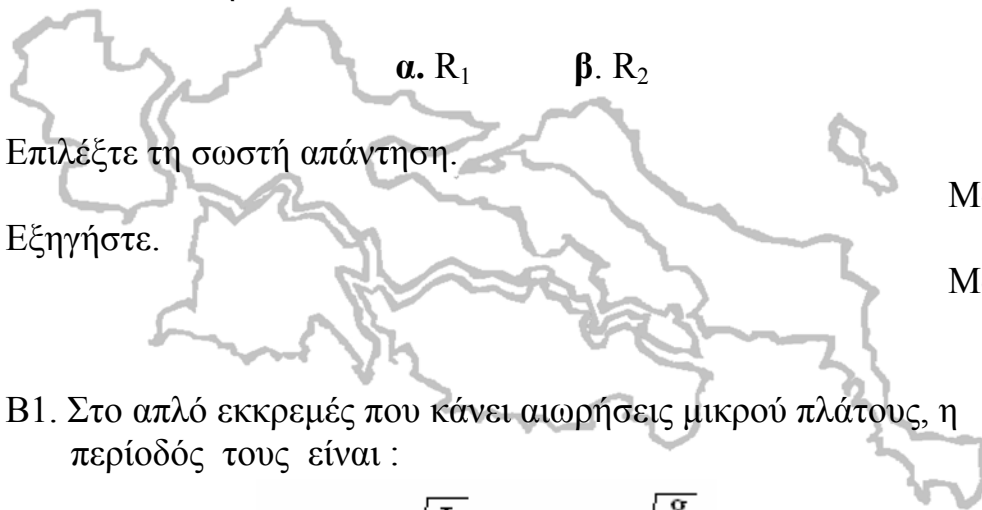 α. R₁ β. R₂
Επιλέξτε τη σωστή απάντηση.
Μ
Εξηγήστε.
Μ
Β1. Στο απλό εκκρεμές που κάνει αιωρήσεις μικρού πλάτους, η
περίοδός τους είναι :